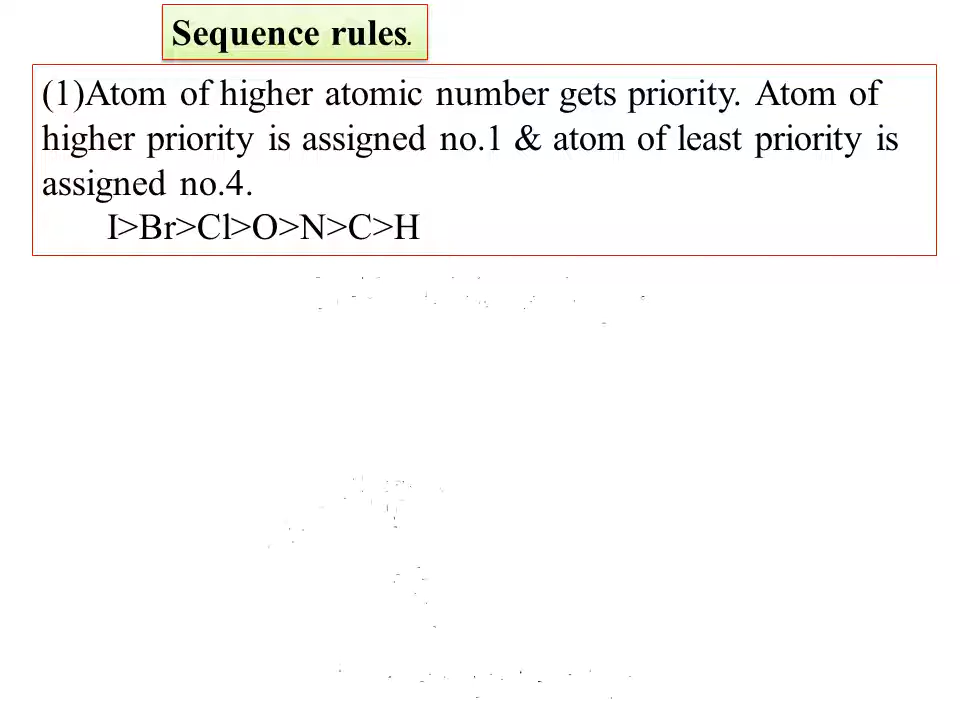 Sequence rules.
(1)Atom of higher atomic number gets priority. Atom of
higher priority is assigned no.1 & atom of least priority is
assigned no.4.
I>Br>Cl>O>N>C>H